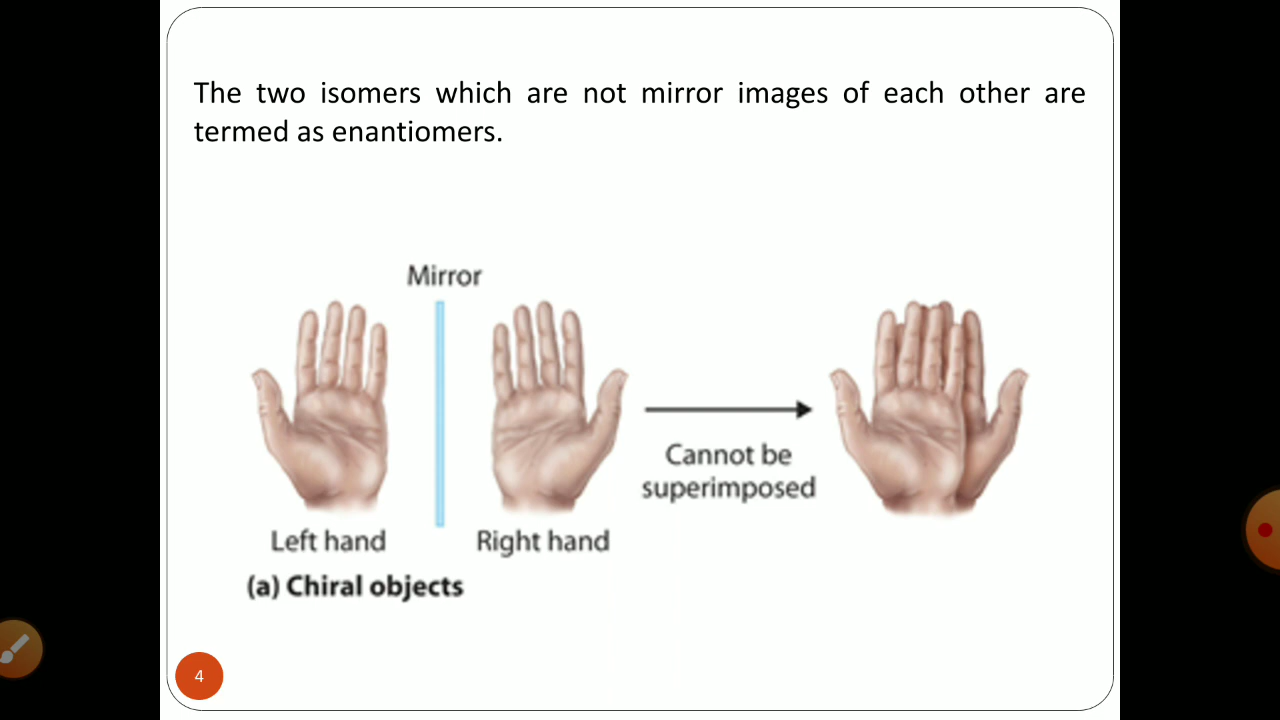 The two isomers which are not mirror images of each other are
termed as enantiomers.
Mirror
Cannot be
superimposed
Left hand
Right hand
(a) Chiral objects
4